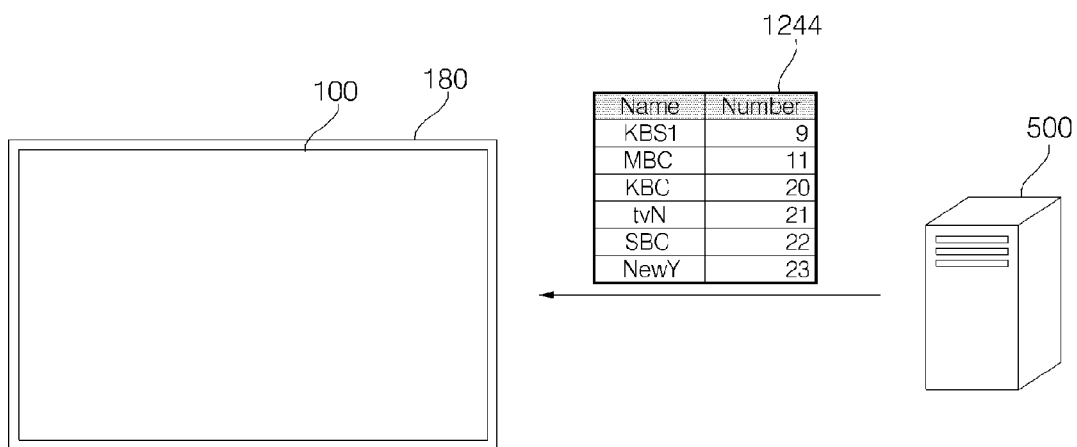 1244
180
100
Name Number
KBS1 9
MBC 11
KBC 20
tvN 21
SBC 22
NewY 23
500